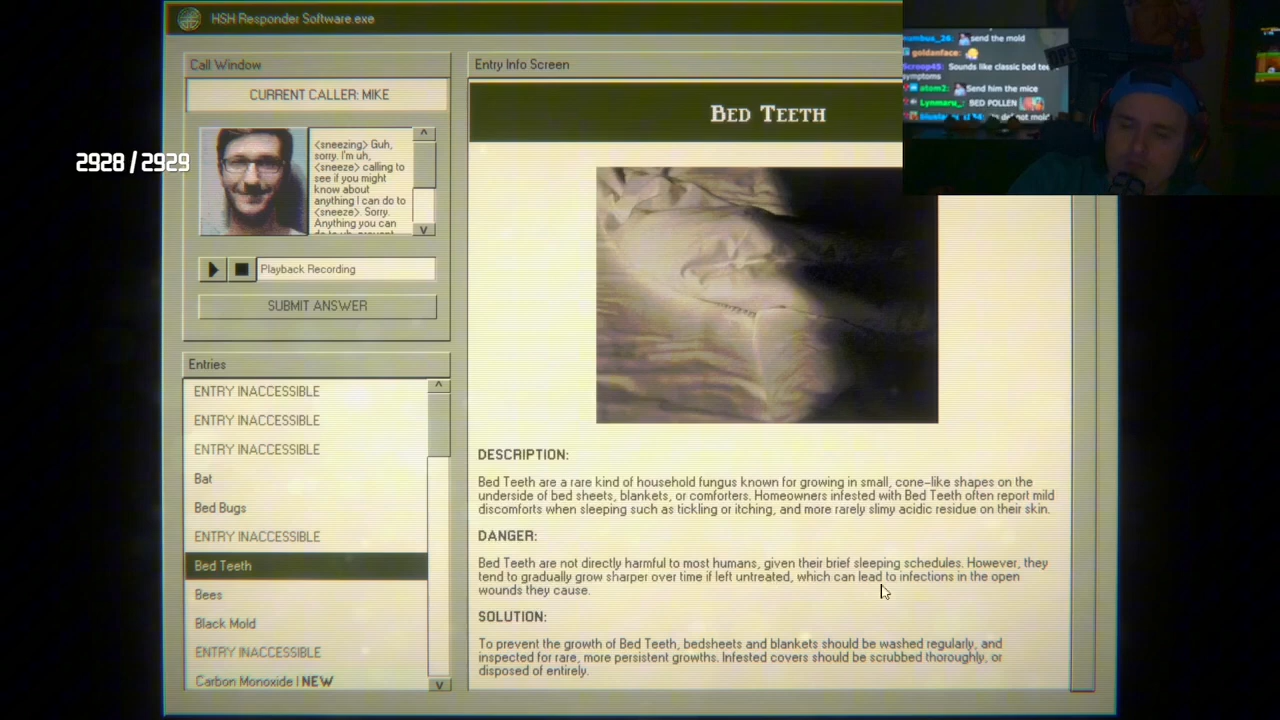 HSH Responder Software.exe
Call Window
CURRENT CALLER: MIKE
<sneezing> Guh,
sorry. I'm uh,
<sneeze> calling to
see if you might
know about
anything I can do to
<sneeze>. Sorry.
Anything you can
Playback Recording
SUBMIT ANSWER
2928 / 2929
Entries
ENTRY INACCESSIBLE
ENTRY INACCESSIBLE
ENTRY INACCESSIBLE
Bat
Bed Bugs
ENTRY INACCESSIBLE
Bed Teeth
Bees
Black Mold
ENTRY INACCESSIBLE
Carbon Monoxide | NEW
Entry Info Screen
BED TEETH
DESCRIPTION:
Bed Teeth are a rare kind of household fungus known for growing in small, cone-like shapes on the
underside of bed sheets, blankets, or comforters. Homeowners infested with Bed Teeth often report mild
discomforts when sleeping such as tickling or itching, and more rarely slimy acidic residue on their skin.
DANGER:
Bed Teeth are not directly harmful to most humans, given their brief sleeping schedules. However, they
tend to gradually grow sharper over time if left untreated, which can lead to infections in the open
wounds they cause.
SOLUTION:
To prevent the growth of Bed Teeth, bedsheets and blankets should be washed regularly, and
inspected for rare, more persistent growths. Infested covers should be scrubbed thoroughly, or
disposed of entirely.
send the mold
goldanface:
Sounds like classic bed
symptoms
atom2: Send him the mice
Lynmaru_: BED POLLEN